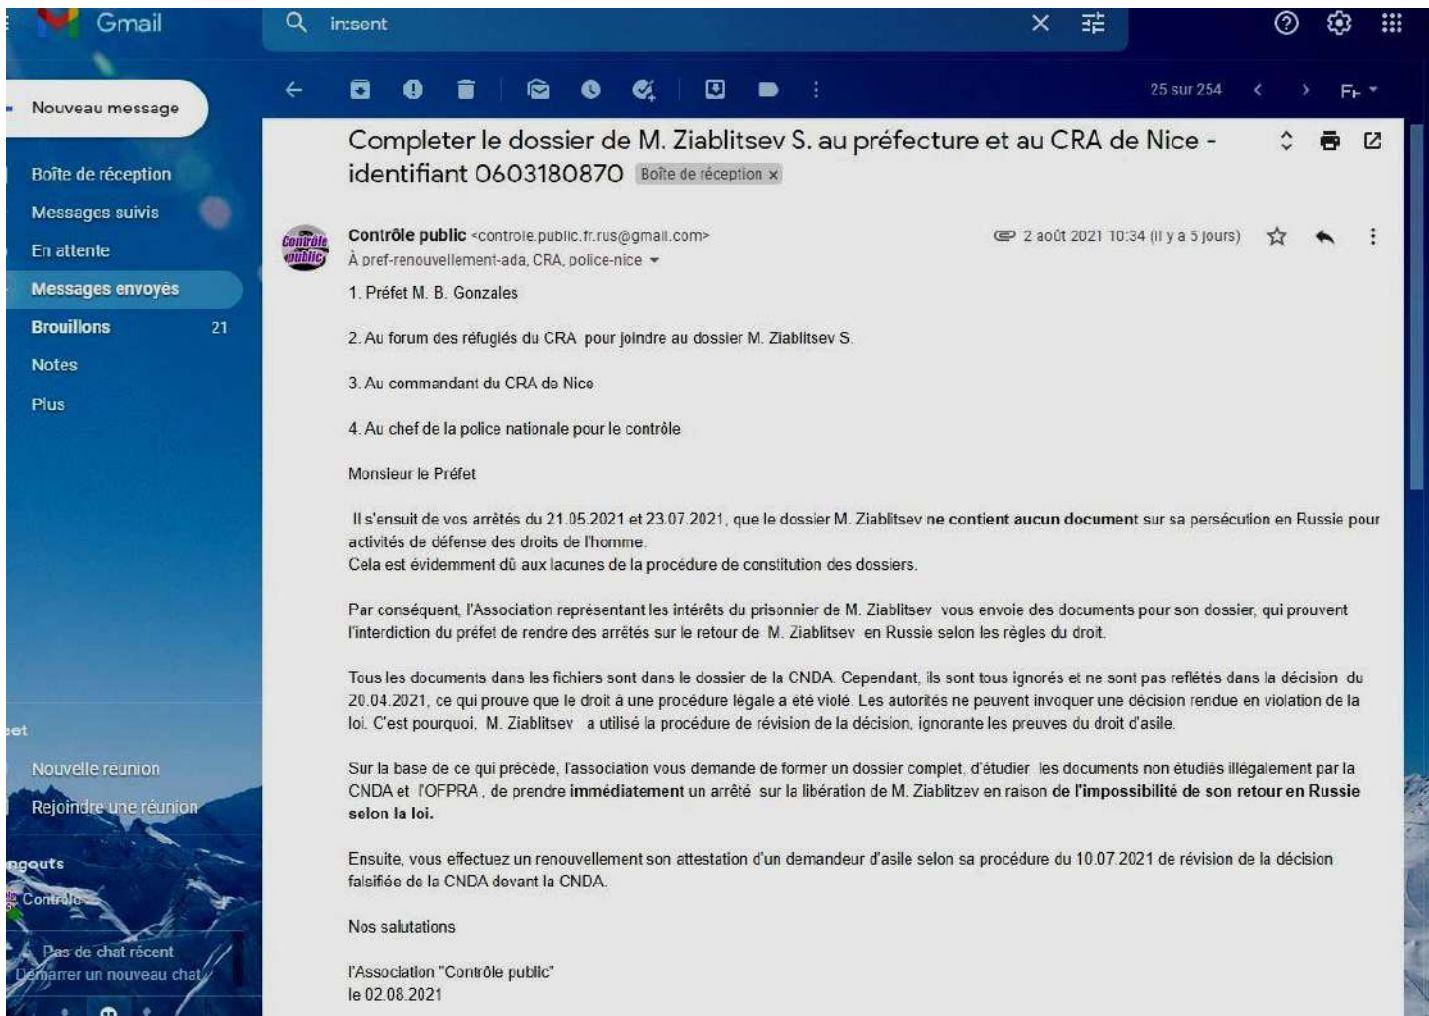 Gmail
in:sent
25 sur 254
Nouveau message
Boîte de réception
Messages suivis
En attente
Messages envoyés
Brouillons 21
Notes
Plus
Nouvelle réunion
Rejoindre une réunion
Pas de chat récent
Démarrer un nouveau chat
Completer le dossier de M. Ziablitsev S. au préfecture et au CRA de Nice -
identifiant 0603180870 Boîte de réception x
Contrôle public
Contrôle public <controle.public.fr.rus@gmail.com> 2 août 2021 10:34 (il y a 5 jours)
À pref-renouvellement-ada, CRA, police-nice
1. Préfet M. B. Gonzales
2. Au forum des réfugiés du CRA pour joindre au dossier M. Ziablitsev S.
3. Au commandant du CRA de Nice
4. Au chef de la police nationale pour le contrôle
Monsieur le Préfet
Il s'ensuit de vos arrêtés du 21.05.2021 et 23.07.2021, que le dossier M. Ziablitsev ne contient aucun document sur sa persécution en Russie pour
activités de défense des droits de l'homme.
Cela est évidemment dû aux lacunes de la procédure de constitution des dossiers.
Par conséquent, l'Association représentant les intérêts du prisonnier de M. Ziablitsev vous envoie des documents pour son dossier, qui prouvent
l'interdiction du préfet de rendre des arrêtés sur le retour de M. Ziablitsev en Russie selon les règles du droit.
Tous les documents dans les fichiers sont dans le dossier de la CNDA. Cependant, ils sont tous ignorés et ne sont pas reflétés dans la décision du
20.04.2021, ce qui prouve que le droit à une procédure légale a été violé. Les autorités ne peuvent invoquer une décision rendue en violation de la
loi. C'est pourquoi, M. Ziablitsev a utilisé la procédure de révision de la décision, ignorante les preuves du droit d'asile.
Sur la base de ce qui précède, l'association vous demande de former un dossier complet, d'étudier les documents non étudiés illégalement par la
CNDA et l'OFPRA , de prendre immédiatement un arrêté sur la libération de M. Ziablitzev en raison de l'impossibilité de son retour en Russie
selon la loi.
Ensuite, vous effectuez un renouvellement son attestation d'un demandeur d'asile selon sa procédure du 10.07.2021 de révision de la décision
falsifiée de la CNDA devant la CNDA.
Nos salutations
l'Association "Contrôle public"
le 02.08.2021